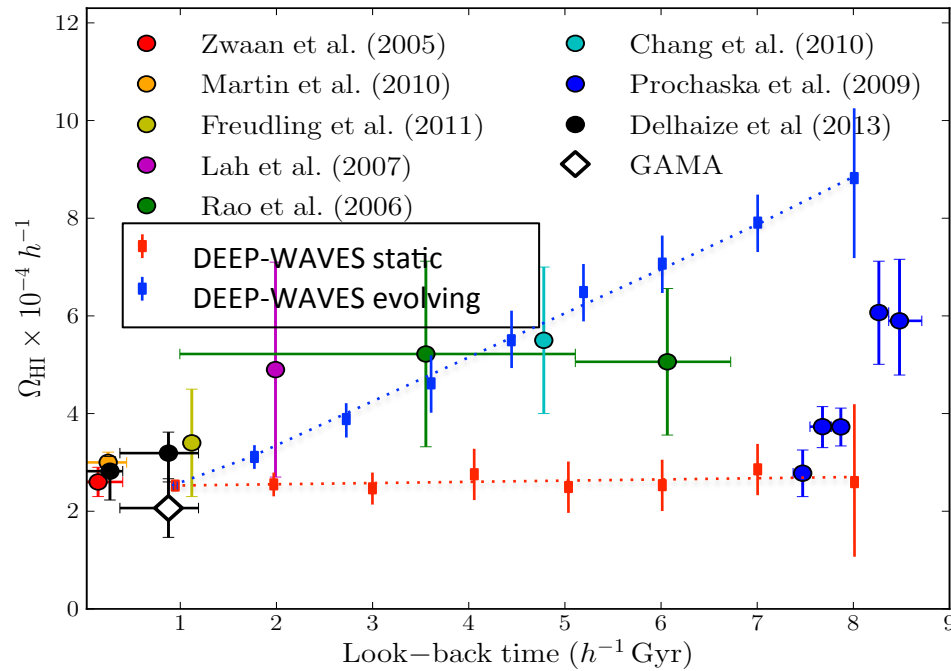 12
10
8
6
4
2
0
Ω_HI × 10⁻⁴ h⁻¹
Zwaan et al. (2005)
Martin et al. (2010)
Freudling et al. (2011)
Lah et al. (2007)
Rao et al. (2006)
Chang et al. (2010)
Prochaska et al. (2009)
Delhaize et al (2013)
GAMA
DEEP-WAVES static
DEEP-WAVES evolving
1 2 3 4 5 6 7 8 9
Look−back time (h⁻¹ Gyr)